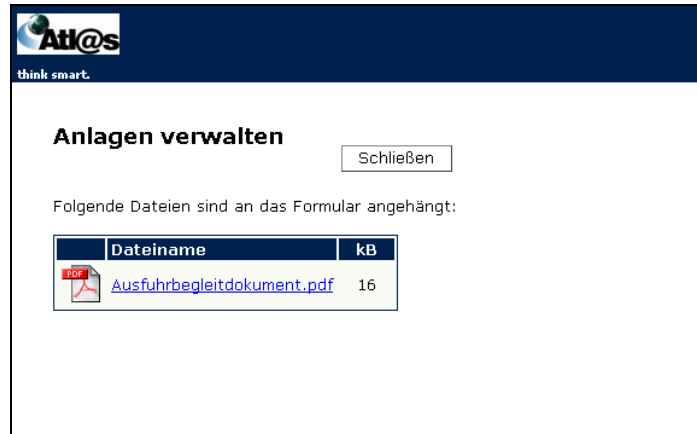 Atl@s
think smart.
Anlagen verwalten
Schließen
Folgende Dateien sind an das Formular angehängt:
Dateiname kB
PDF Ausfuhrbegleitdokument.pdf 16